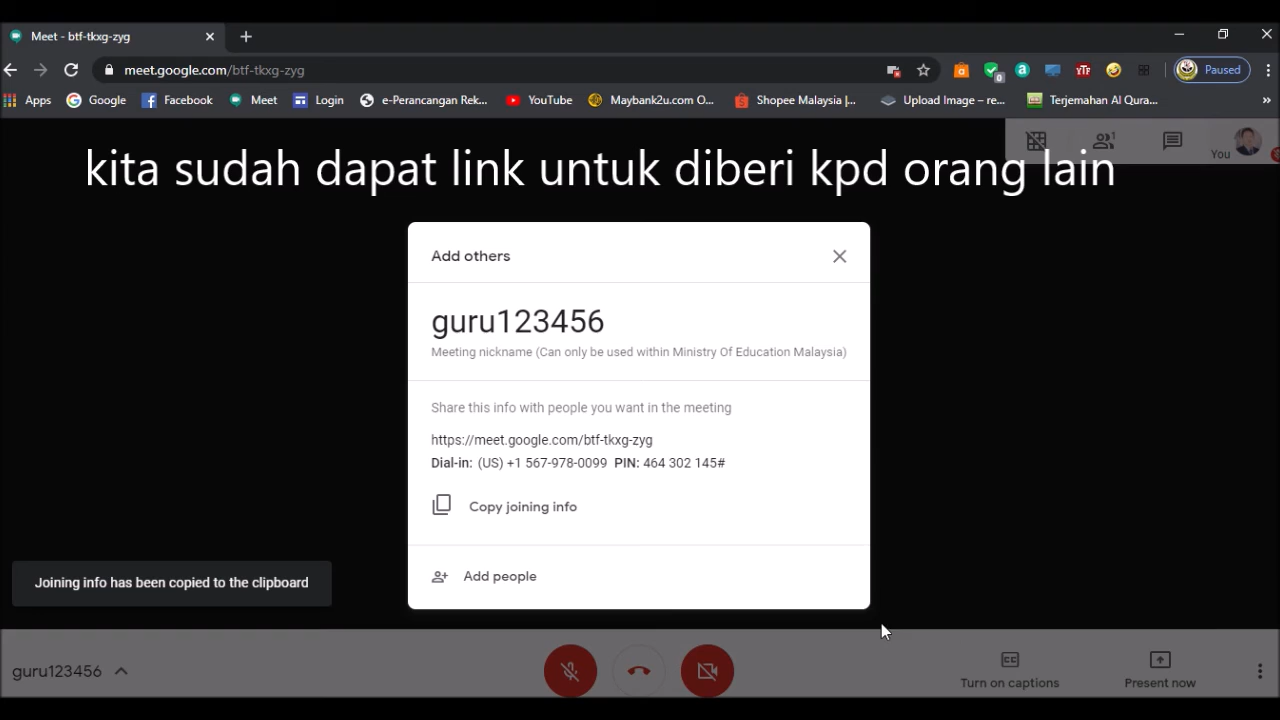 Meet - btf-tkxg-zyg
meet.google.com/btf-tkxg-zyg
0
YTP
Paused
Apps
Google
Facebook
Meet
Login
e-Perancangan Rek...
YouTube
Maybank2u.com O...
Shopee Malaysia |...
Upload Image – re...
Terjemahan Al Qura...
1
You
kita sudah dapat link untuk diberi kpd orang lain
Add others
guru123456
Meeting nickname (Can only be used within Ministry Of Education Malaysia)
Share this info with people you want in the meeting
https://meet.google.com/btf-tkxg-zyg
Dial-in: (US) +1 567-978-0099 PIN: 464 302 145#
Copy joining info
Joining info has been copied to the clipboard
Add people
guru123456
Turn on captions
Present now